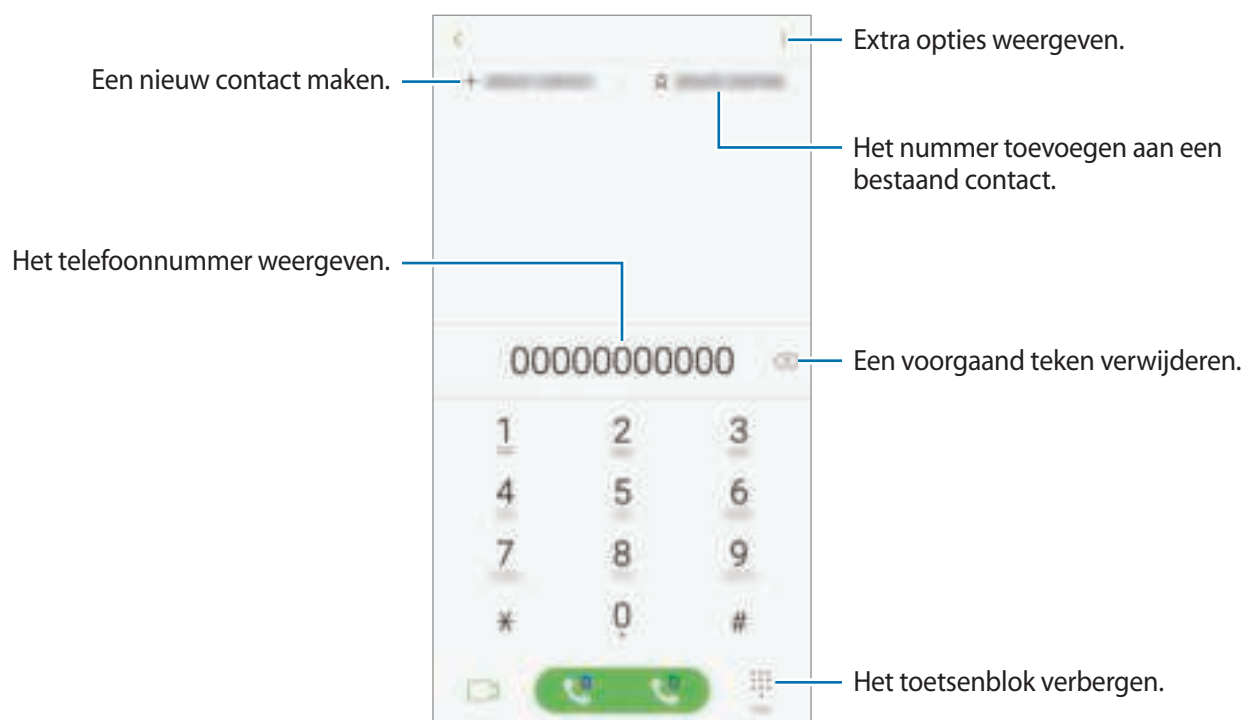 Extra opties weergeven.
Een nieuw contact maken.
Het nummer toevoegen aan een
bestaand contact.
Het telefoonnummer weergeven.
00000000000
Een voorgaand teken verwijderen.
1 2 3
4 5 6
7 8 9
* 0 #
Het toetsenblok verbergen.